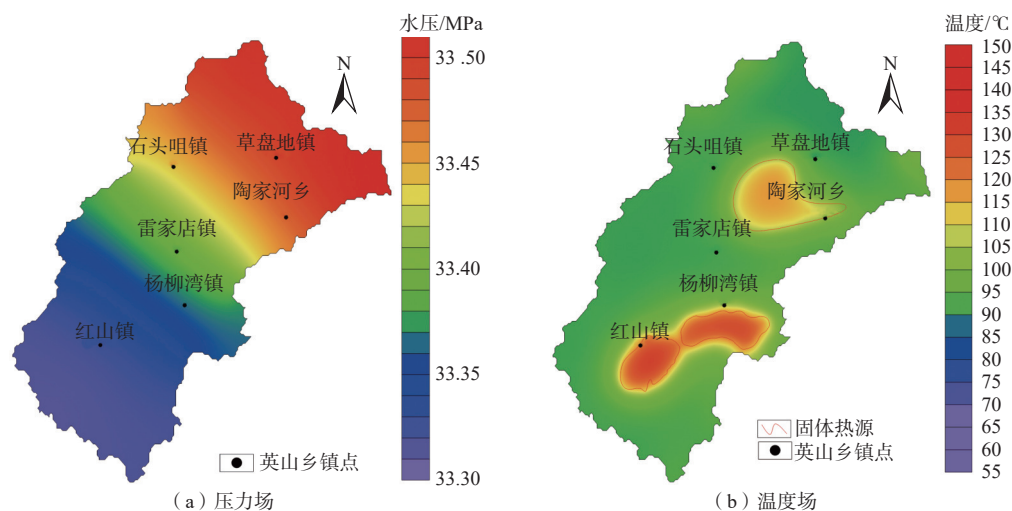 水压/MPa
33.50
33.45
33.40
33.35
33.30
N
石头咀镇
草盘地镇
陶家河乡
雷家店镇
杨柳湾镇
红山镇
英山乡镇点
（a）压力场
温度/℃
150
145
140
135
130
125
120
115
110
105
100
95
90
85
80
75
70
65
60
55
N
石头咀镇
草盘地镇
陶家河乡
雷家店镇
杨柳湾镇
红山镇
固体热源
英山乡镇点
（b）温度场